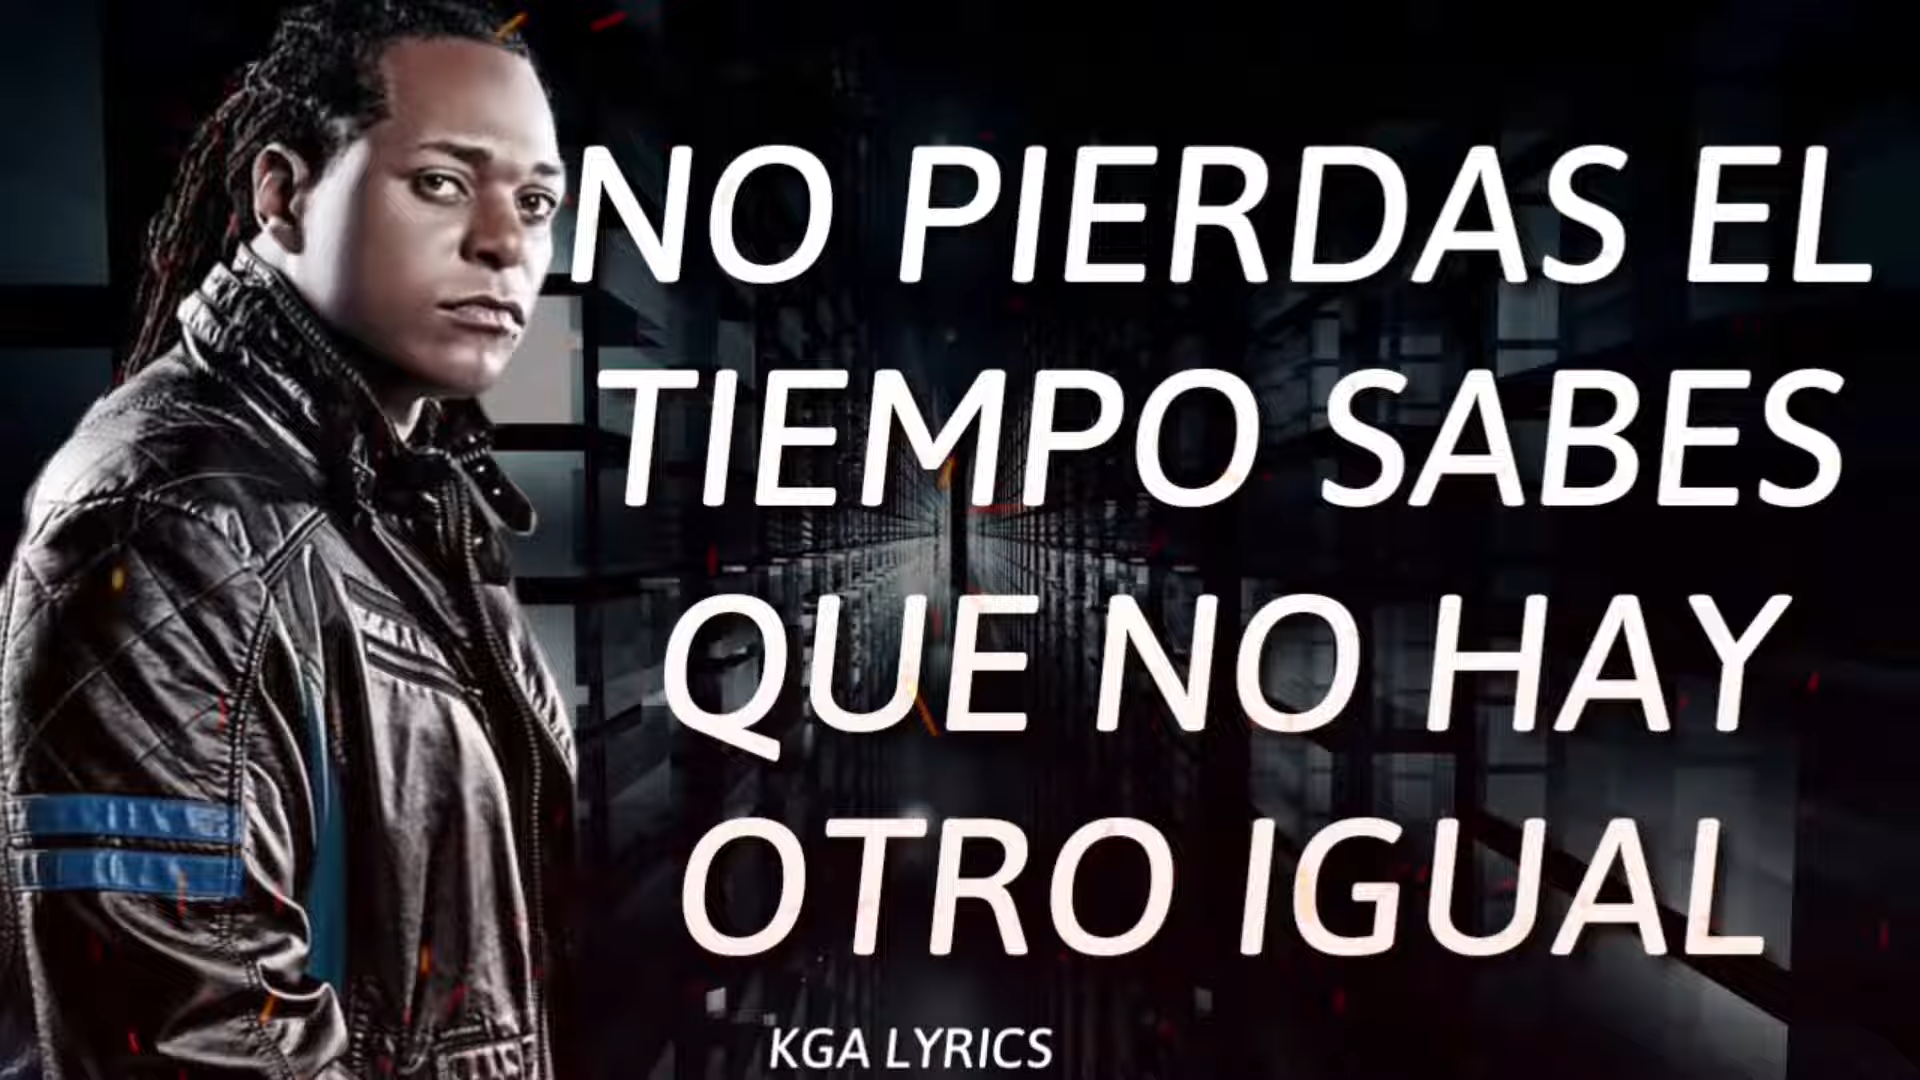 NO PIERDAS EL
TIEMPO SABES
QUE NO HAY
OTRO IGUAL
KGA LYRICS